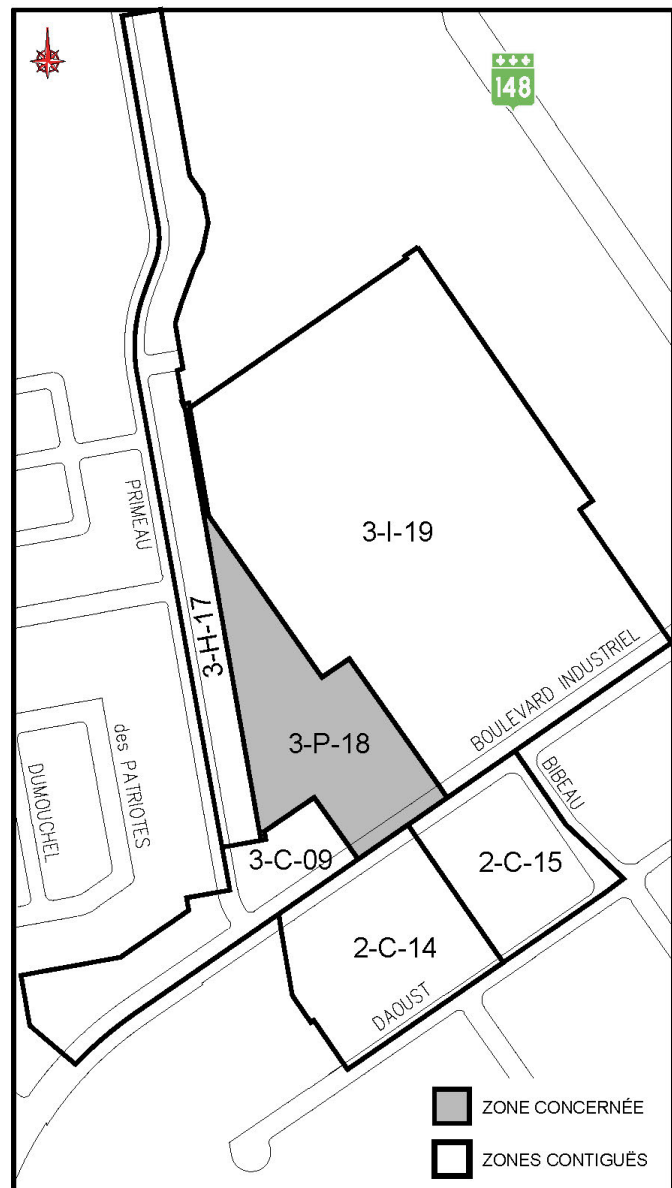 148
3-I-19
PRIMEAU
3-H-17
BOULEVARD INDUSTRIEL
3-P-18
des PATRIOTES
DUMOUCHEL
BIBEAU
3-C-09
2-C-15
2-C-14
DAOUST
ZONE CONCERNÉE
ZONES CONTIGUËS